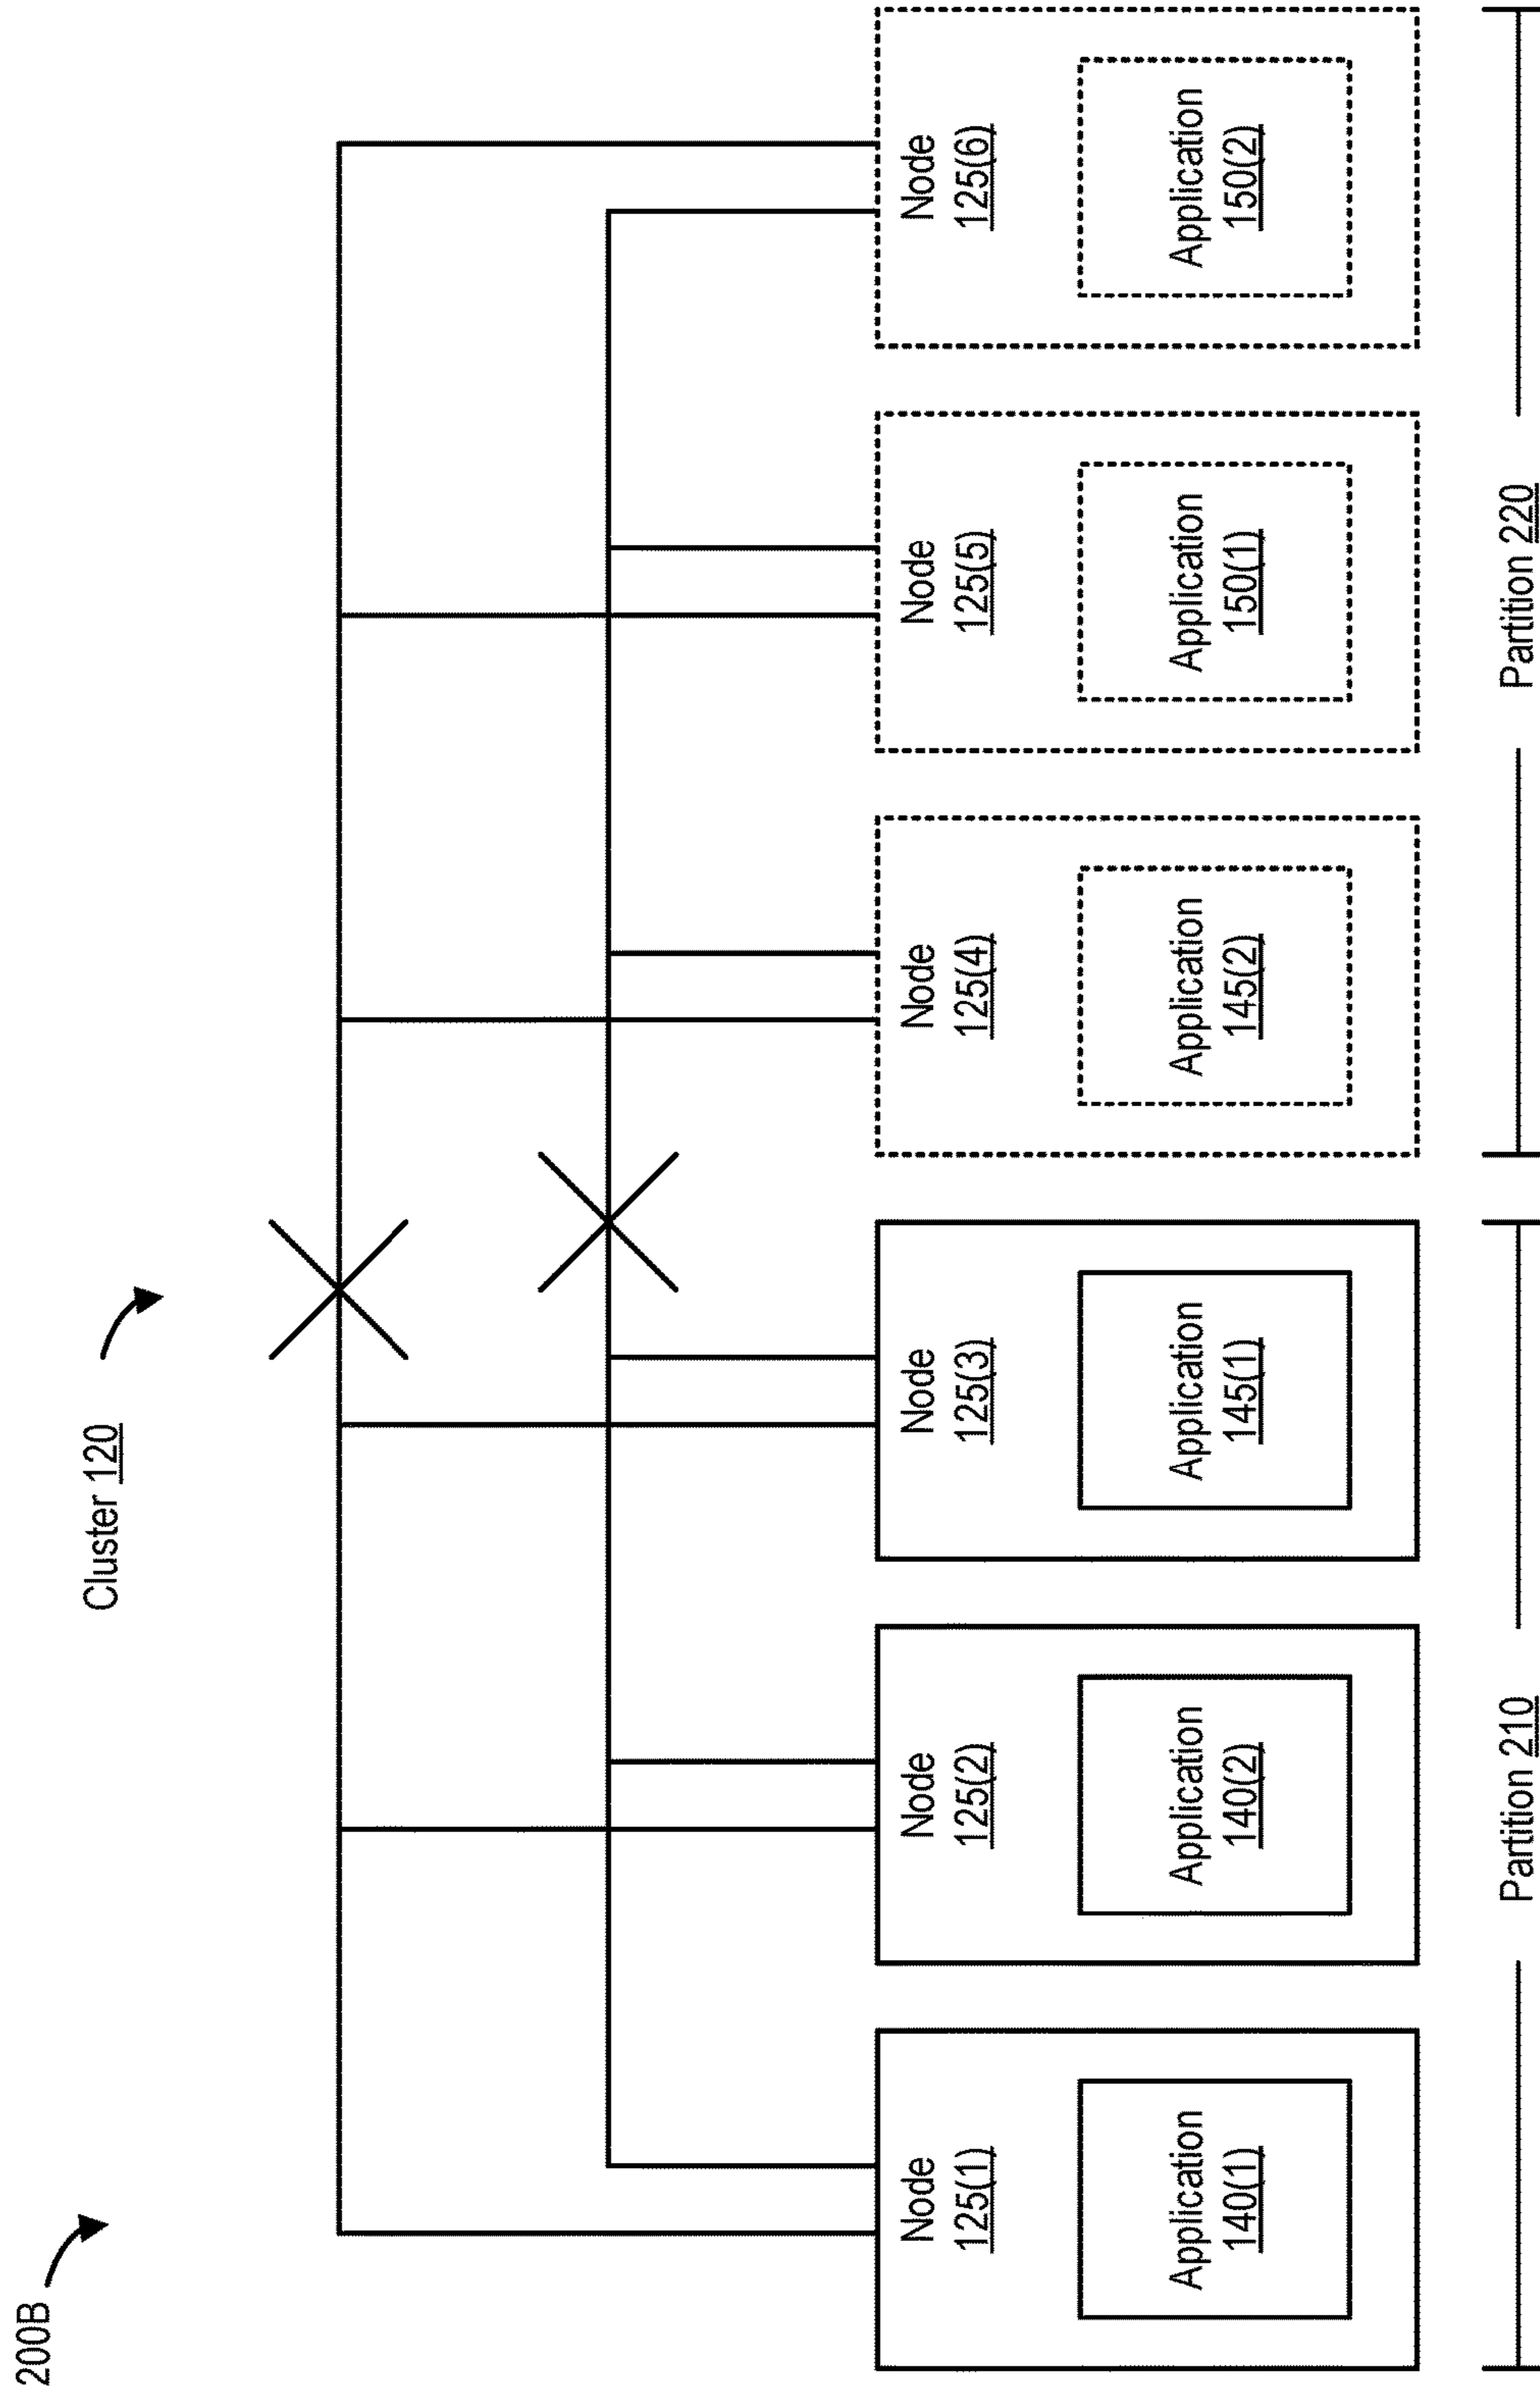 200B
Cluster 120
Node
125(1)
Application
140(1)
Node
125(2)
Application
140(2)
Node
125(3)
Application
145(1)
Node
125(4)
Application
145(2)
Node
125(5)
Application
150(1)
Node
125(6)
Application
150(2)
Partition 210
Partition 220